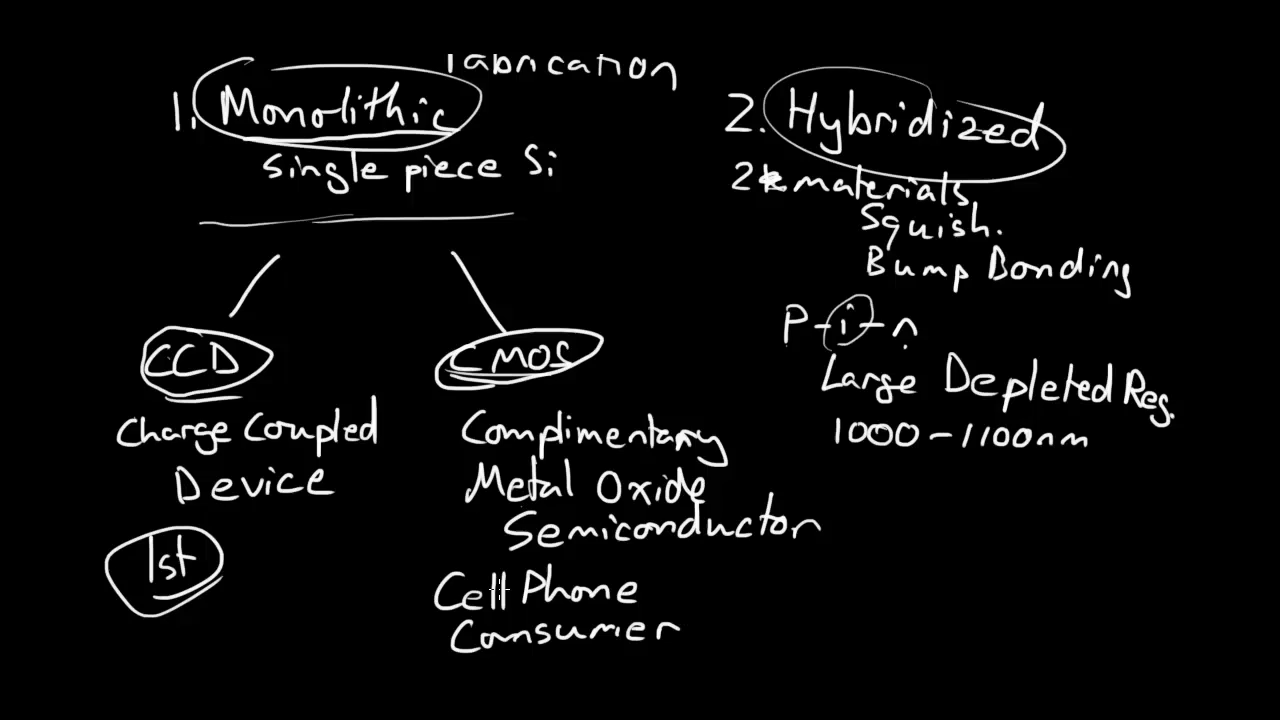 fabrication
1. Monolithic
single piece Si
CCD
Charge Coupled
Device
1st
CMOS
Complimentary
Metal Oxide
Semiconductor
Cell Phone
Consumer
2. Hybridized
2 materials
Squish.
Bump Bonding
P-i-n
Large Depleted Reg.
1000-1100nm